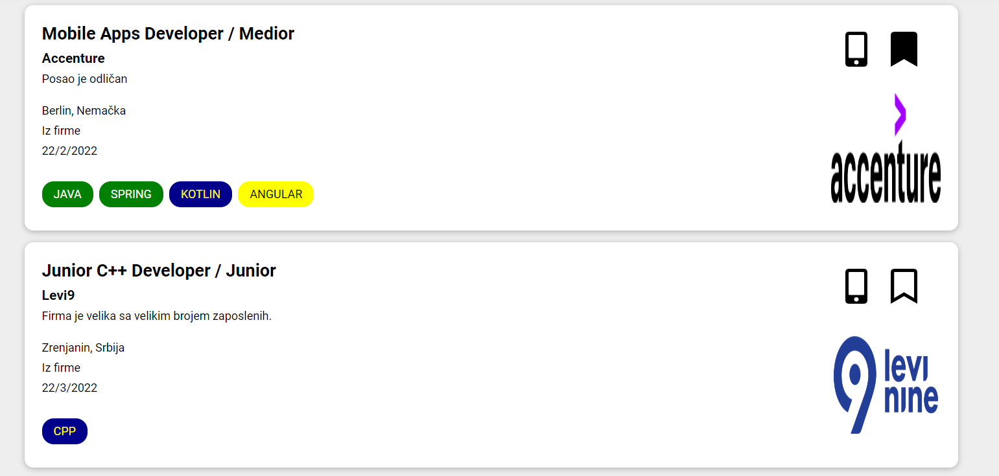 Mobile Apps Developer / Medior
Accenture
Posao je odličan
Berlin, Nemačka
Iz firme
22/2/2022
JAVA SPRING KOTLIN ANGULAR
accenture
Junior C++ Developer / Junior
Levi9
Firma je velika sa velikim brojem zaposlenih.
Zrenjanin, Srbija
Iz firme
22/3/2022
CPP
9 levi
nine